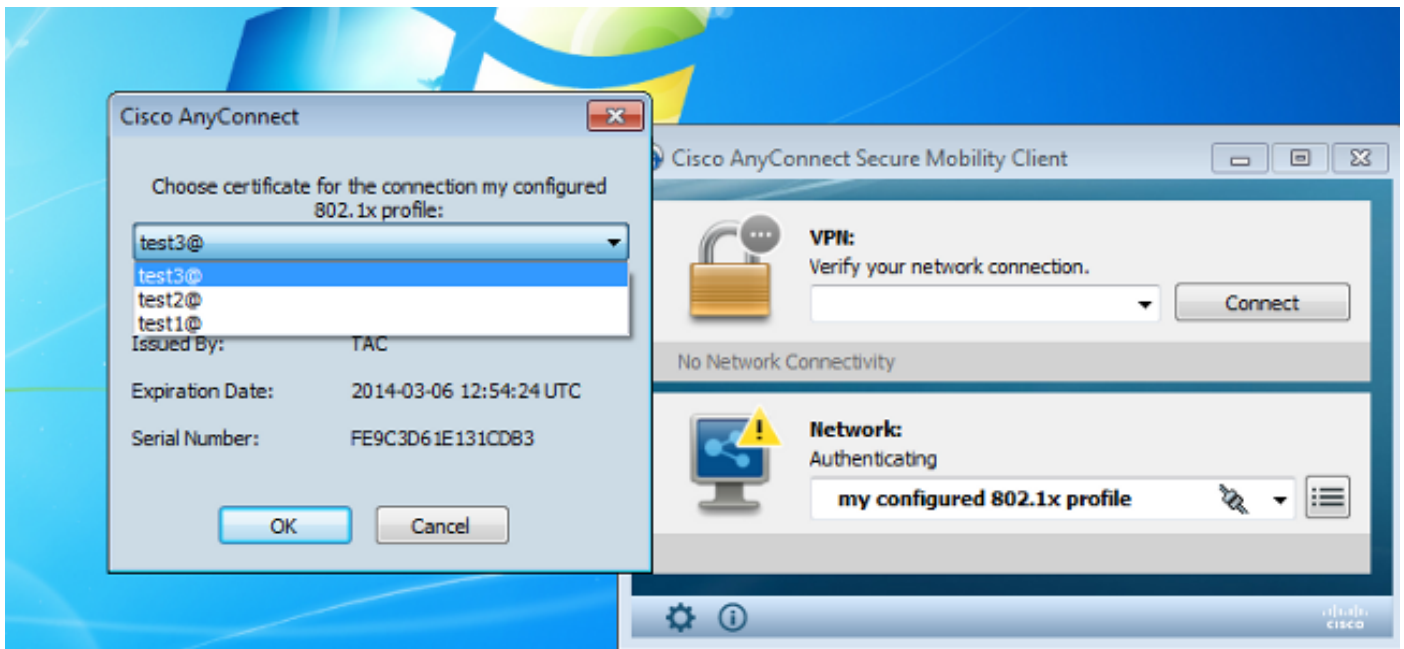 Cisco AnyConnect
Choose certificate for the connection my configured
802.1x profile:
test3@
test3@
test2@
test1@
Issued By: TAC
Expiration Date: 2014-03-06 12:54:24 UTC
Serial Number: FE9C3D61E131CDB3
OK Cancel
Cisco AnyConnect Secure Mobility Client
VPN:
Verify your network connection.
Connect
No Network Connectivity
Network:
Authenticating
my configured 802.1x profile
CISCO